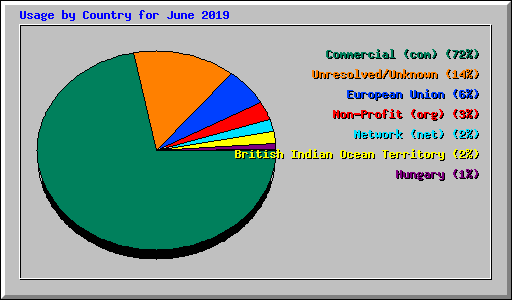 Usage by Country for June 2019
Commercial (com) (72%)
Unresolved/Unknown (14%)
European Union (6%)
Non-Profit (org) (3%)
Network (net) (2%)
British Indian Ocean Territory (2%)
Hungary (1%)